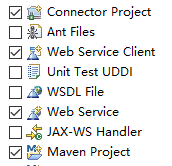 Connector Project
Ant Files
Web Service Client
Unit Test UDDI
WSDL File
Web Service
JAX-WS Handler
Maven Project